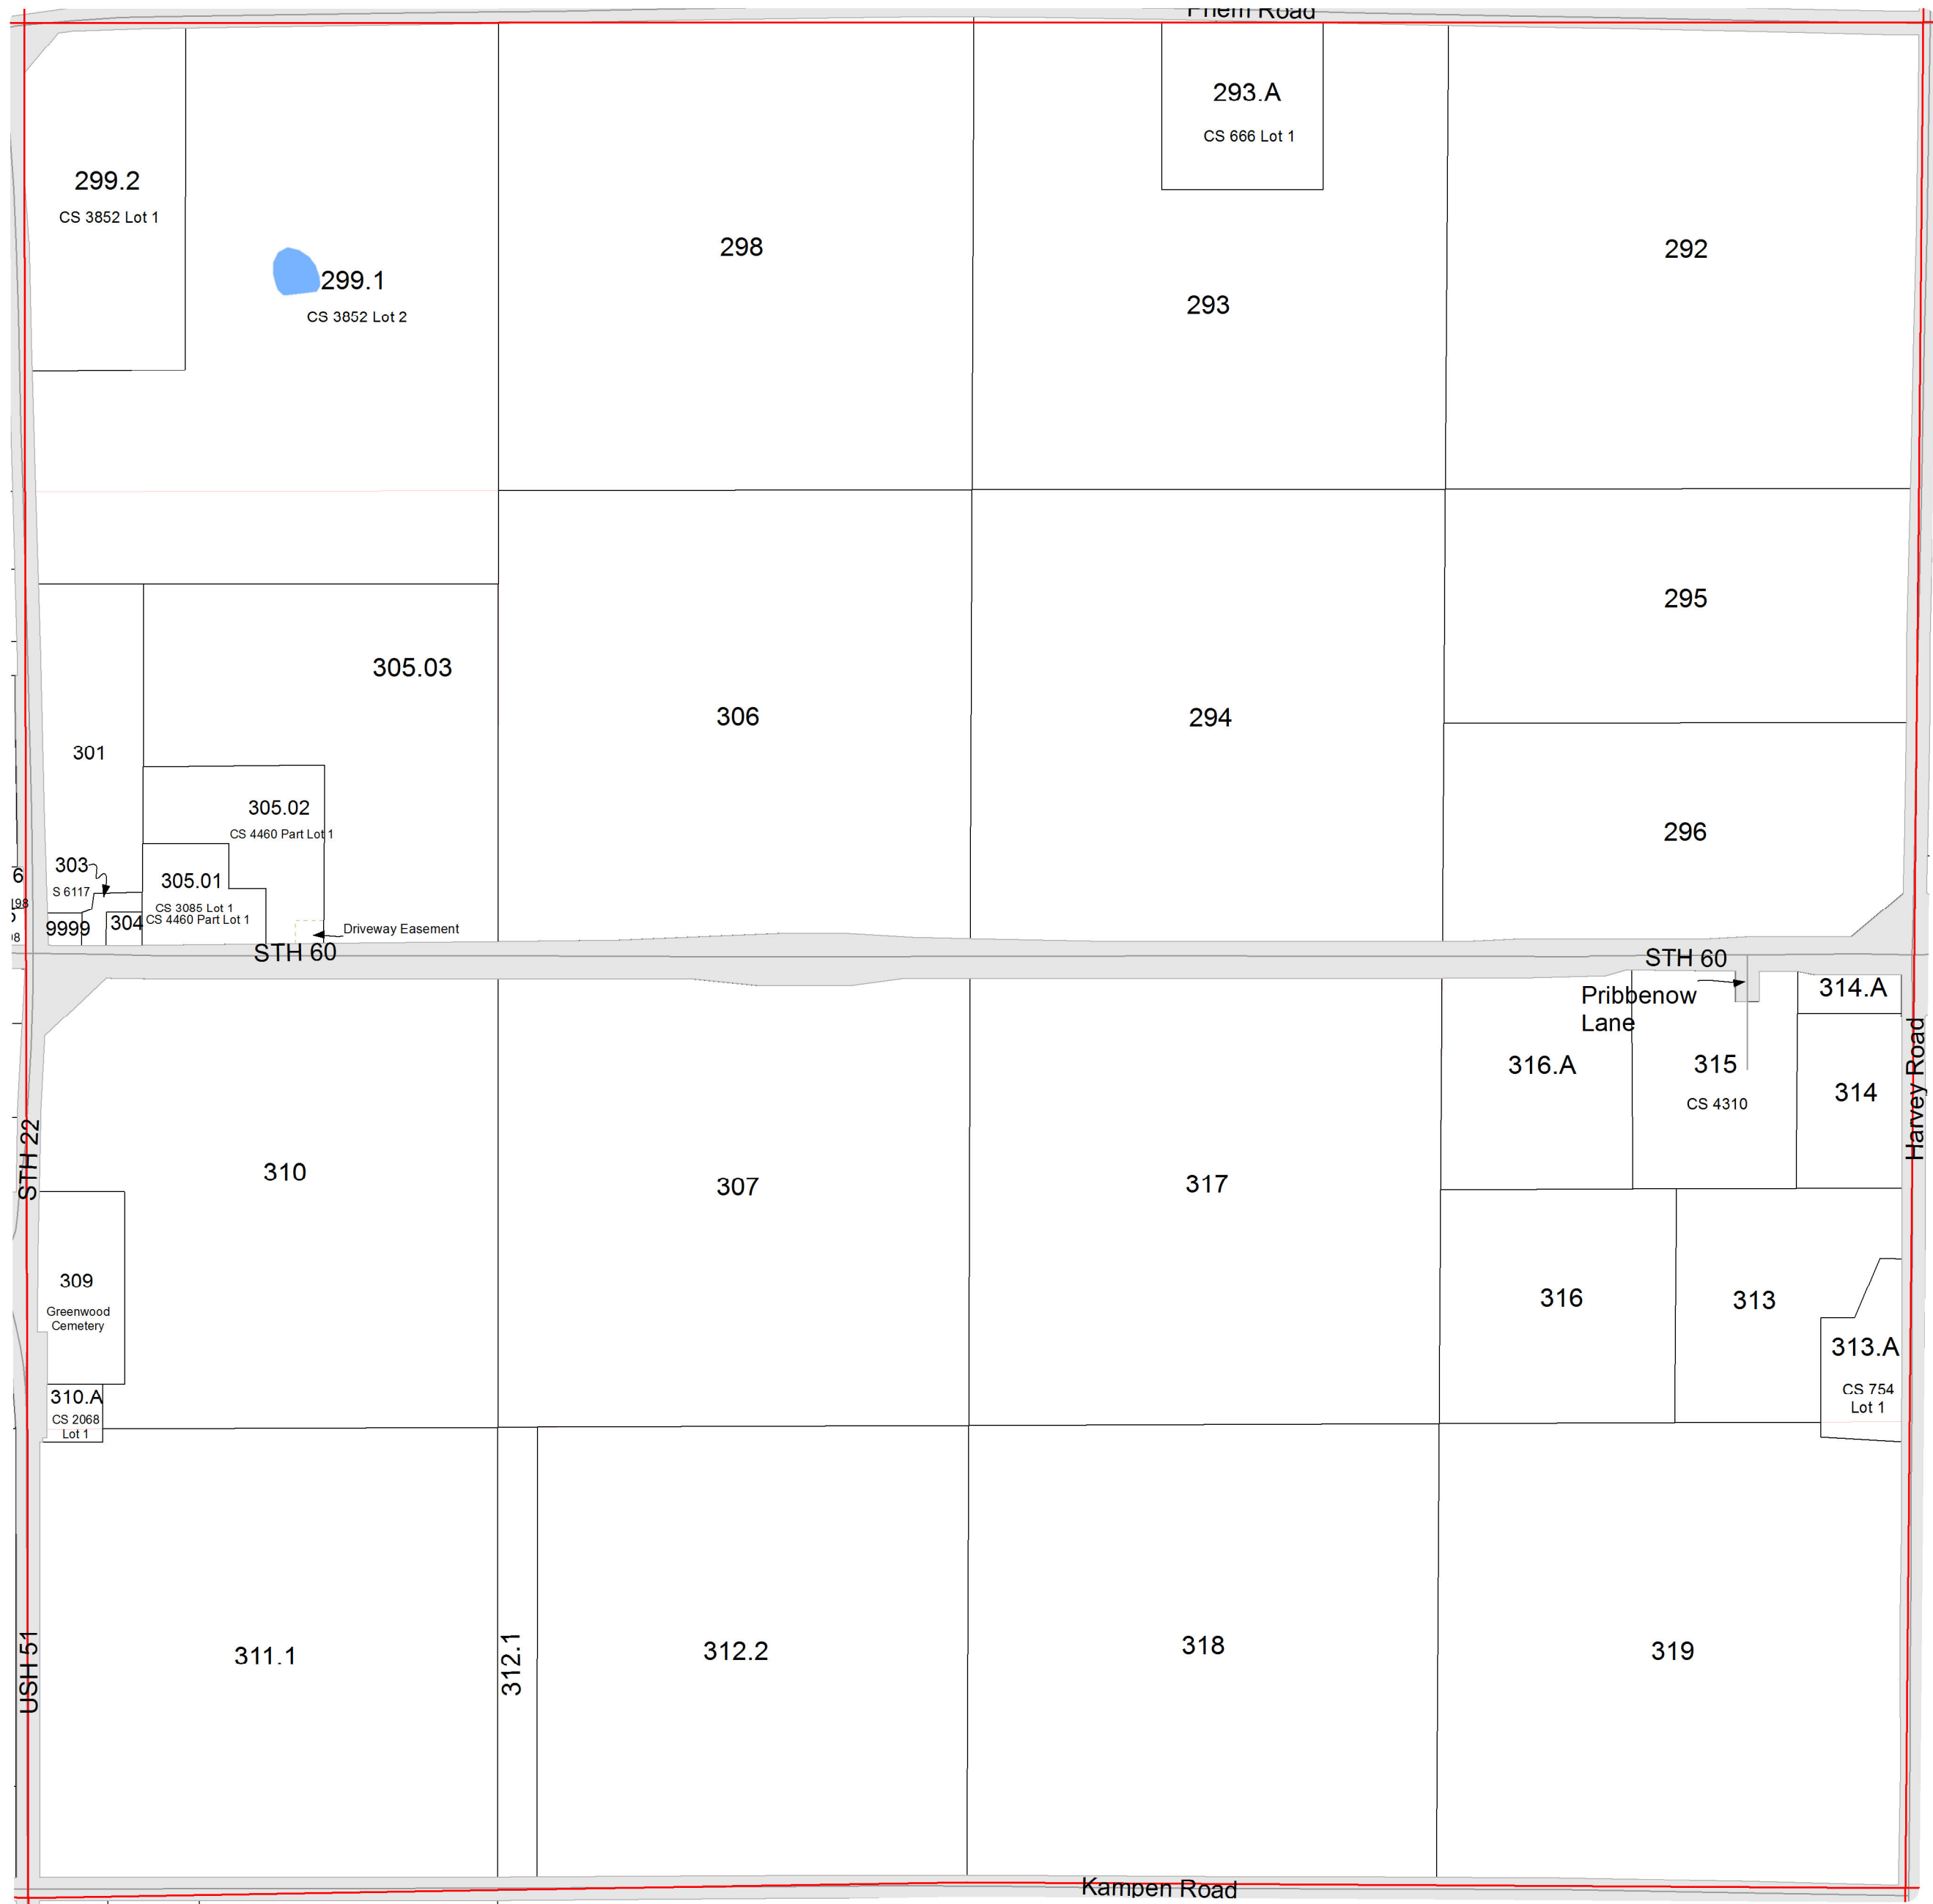 Priem Road
293.A
CS 666 Lot 1
299.2
CS 3852 Lot 1
298
292
299.1
CS 3852 Lot 2
293
295
305.03
306
294
301
305.02
CS 4460 Part Lot 1
296
303
S 6117
6
198
305.01
CS 3085 Lot 1
CS 4460 Part Lot 1
304
9999
08
Driveway Easement
STH 60
STH 60
Pribbenow
Lane
314.A
316.A
315
CS 4310
314
Harvey Road
STH 22
310
307
317
309
Greenwood
Cemetery
316
313
313.A
CS 754
Lot 1
310.A
CS 2068
Lot 1
311.1
312.1
312.2
318
319
USH 51
Kampen Road